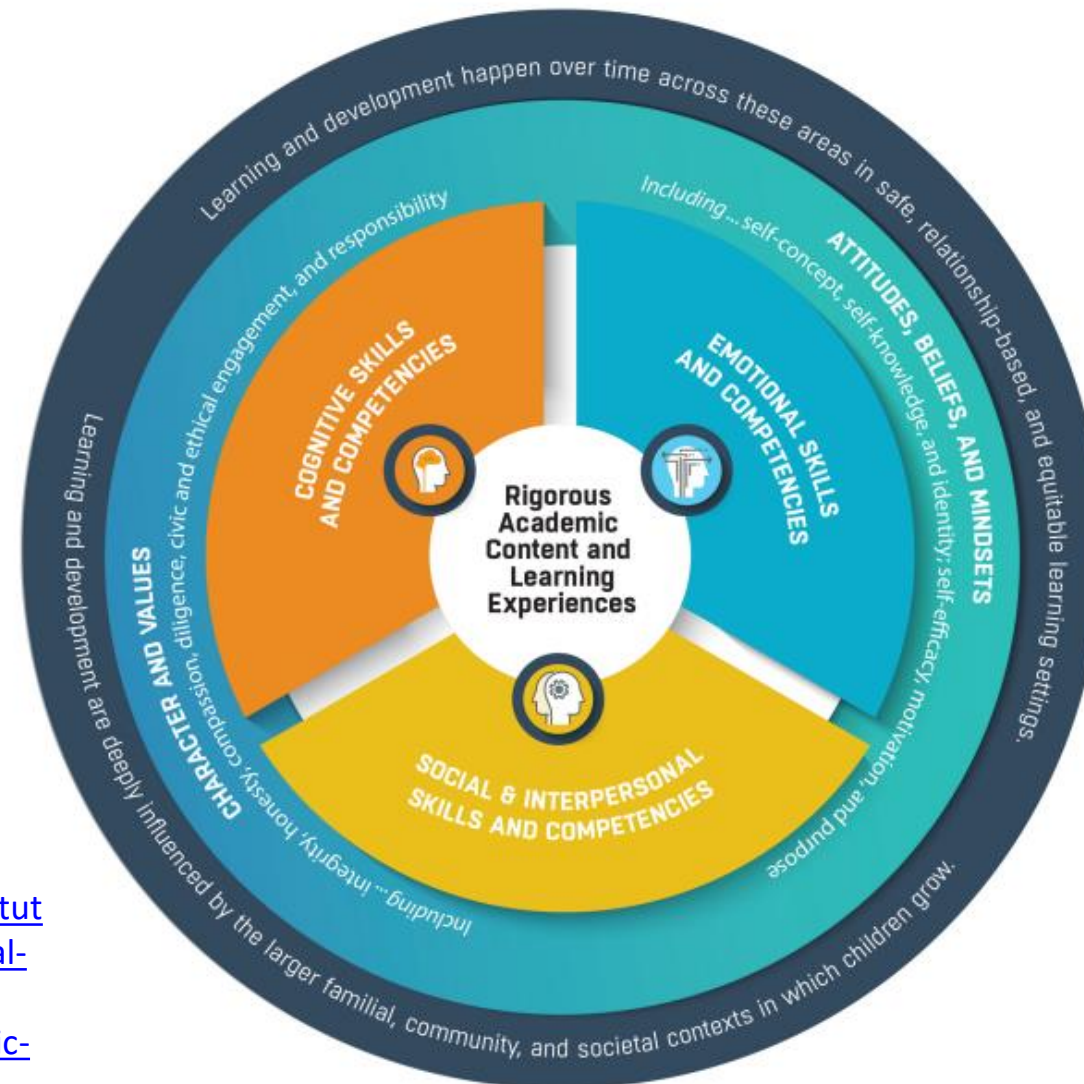 Learning and development happen over time across these areas in safe, relationship-based, and equitable learning settings.
Including ... self-concept, self-knowledge, and identity; self-efficacy, motivation, and purpose
ATTITUDES, BELIEFS, AND MINDSETS
Including ... integrity, honesty, compassion, diligence, civic and ethical engagement, and responsibility
CHARACTER AND VALUES
COGNITIVE SKILLS
AND COMPETENCIES
EMOTIONAL SKILLS
AND COMPETENCIES
Rigorous
Academic
Content and
Learning
Experiences
SOCIAL & INTERPERSONAL
SKILLS AND COMPETENCIES
Learning and development are deeply influenced by the larger familial, community, and societal contexts in which children grow.
tut
al-
ic-